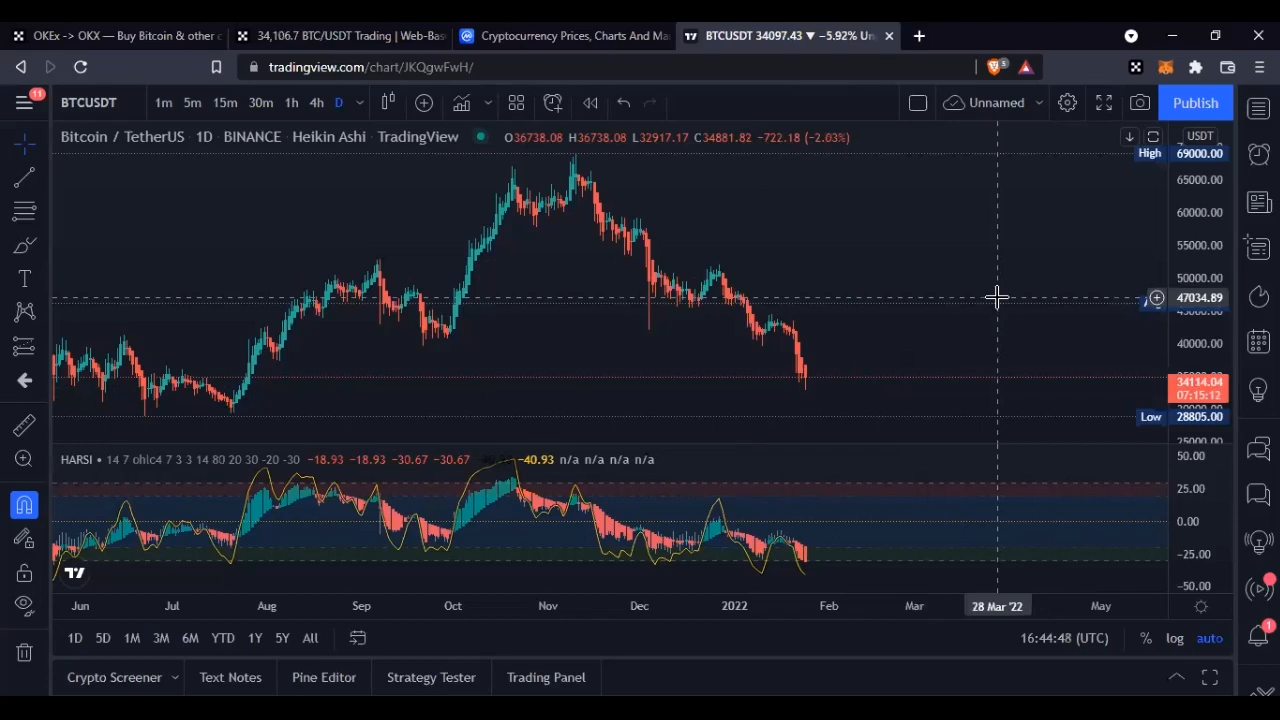 OKEx -> OKX — Buy Bitcoin & other c
34,106.7 BTC/USDT Trading | Web-Bas
Cryptocurrency Prices, Charts And Ma
BTCUSDT 34097.43 ▼ −5.92% Un
tradingview.com/chart/JKQgwFwH/
5
11
BTCUSDT 1m 5m 15m 30m 1h 4h D
Unnamed
Publish
Bitcoin / TetherUS · 1D · BINANCE · Heikin Ashi · TradingView
O36738.08 H36738.08 L32917.17 C34881.82 −722.18 (−2.03%)
USDT
High 69000.00
65000.00
60000.00
55000.00
50000.00
47034.89
40000.00
34114.04
07:15:12
Low 28805.00
25000.00
HARSI • 14 7 ohlc4 7 3 3 14 80 20 30 -20 -30 −18.93 −18.93 −30.67 −30.67 −40.93 n/a n/a n/a n/a
50.00
25.00
0.00
−25.00
−50.00
Jun Jul Aug Sep Oct Nov Dec 2022 Feb Mar 28 Mar '22 May
1D 5D 1M 3M 6M YTD 1Y 5Y All
16:44:48 (UTC) % log auto
1
Crypto Screener Text Notes Pine Editor Strategy Tester Trading Panel